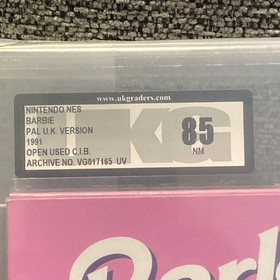 www.ukgraders.com
NINTENDO NES
BARBIE
PAL U.K. VERSION
1991
OPEN USED C.I.B.
ARCHIVE NO. VG017165 UV
UKG
85
NM